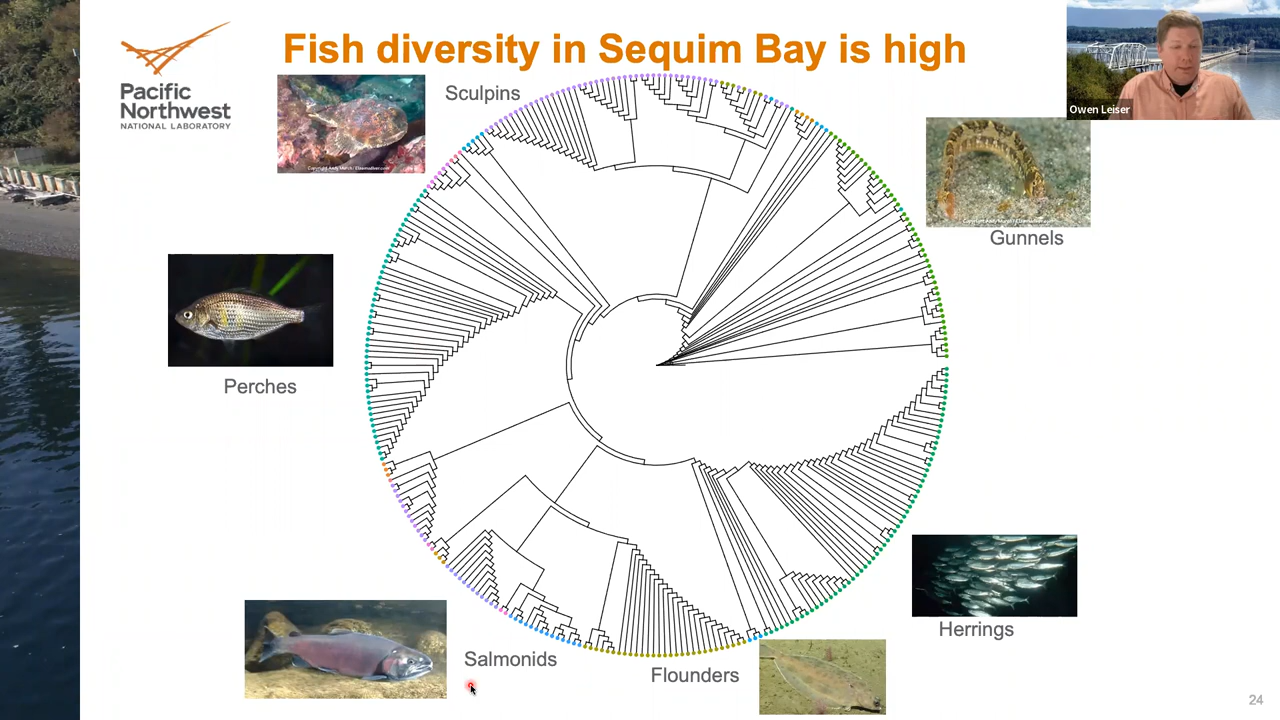 Fish diversity in Sequim Bay is high
Pacific
Northwest
NATIONAL LABORATORY
Sculpins
Owen Leiser
Gunnels
Perches
Herrings
Salmonids
Flounders
24